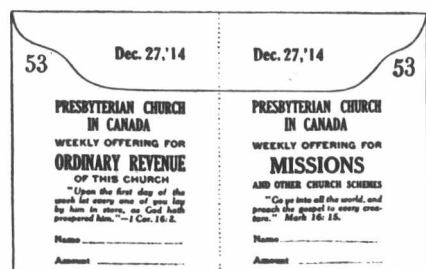 53
Dec. 27,'14
PRESBYTERIAN CHURCH
IN CANADA
WEEKLY OFFERING FOR
ORDINARY REVENUE
OF THIS CHURCH
"Upon the first day of the
week let every one of you lay
by him in store, as God hath
prospered him."—1 Cor. 16:2.
Name
Amount
Dec. 27,'14
53
PRESBYTERIAN CHURCH
IN CANADA
WEEKLY OFFERING FOR
MISSIONS
AND OTHER CHURCH SCHEMES
"Go ye into all the world, and
preach the gospel to every crea-
ture." Mark 16: 15.
Name
Amount